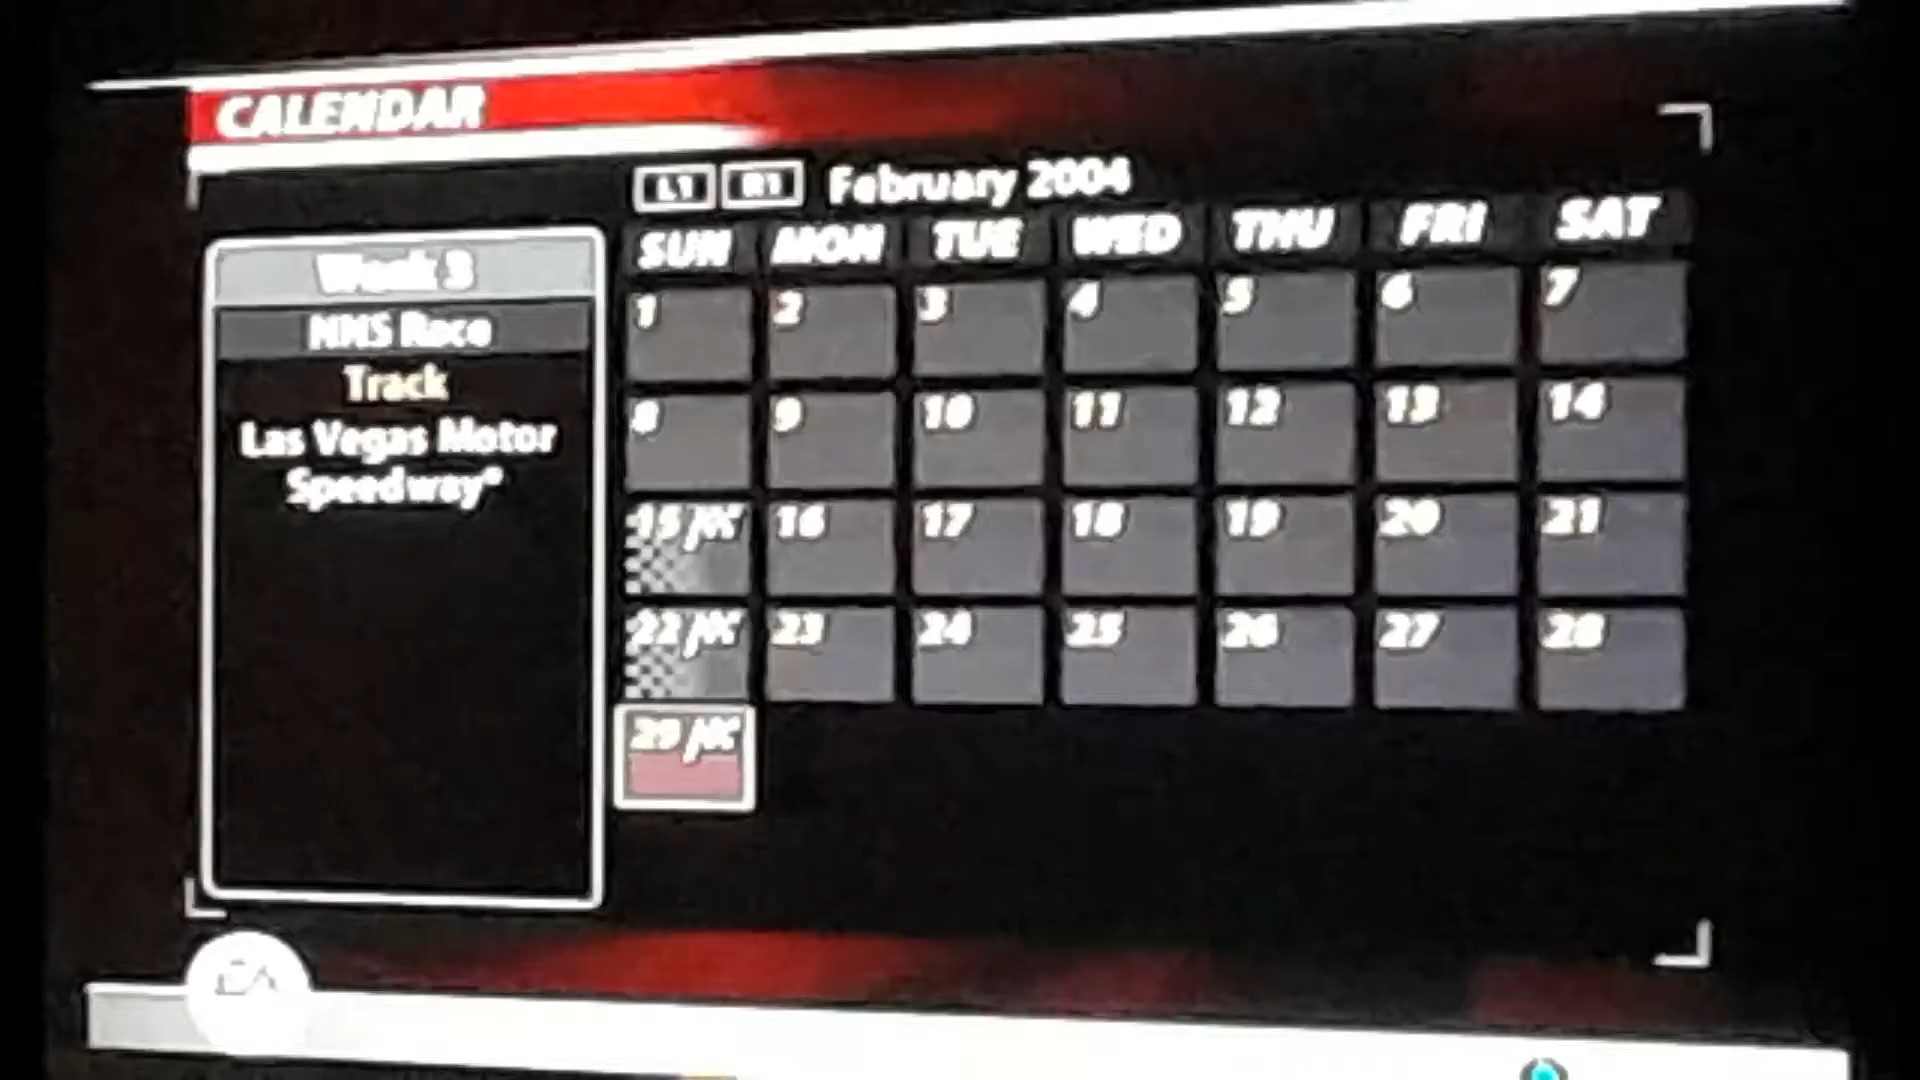 CALENDAR
L1 R1 February 2004
SUN MON TUE WED THU FRI SAT
Week 3
NNS Race
Track
Las Vegas Motor
Speedway*
1 2 3 4 5 6 7
8 9 10 11 12 13 14
15 16 17 18 19 20 21
22 23 24 25 26 27 28
29
EA